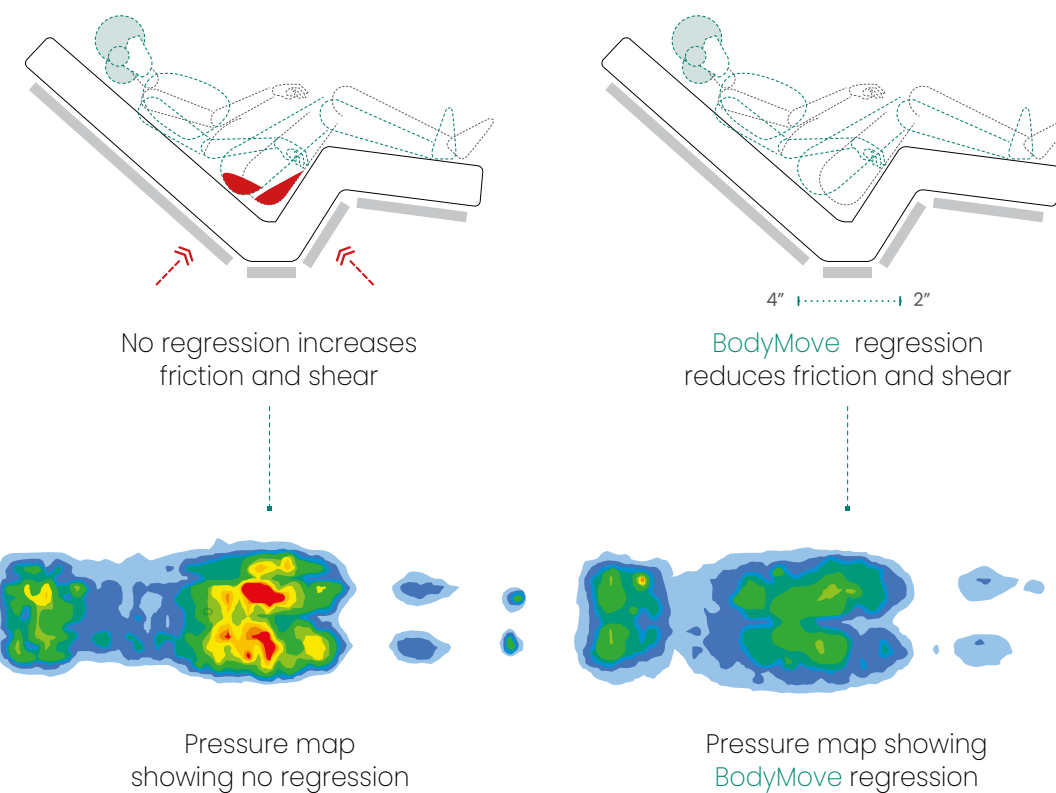 4” 2”
No regression increases
friction and shear
BodyMove regression
reduces friction and shear
Pressure map
showing no regression
Pressure map showing
BodyMove regression